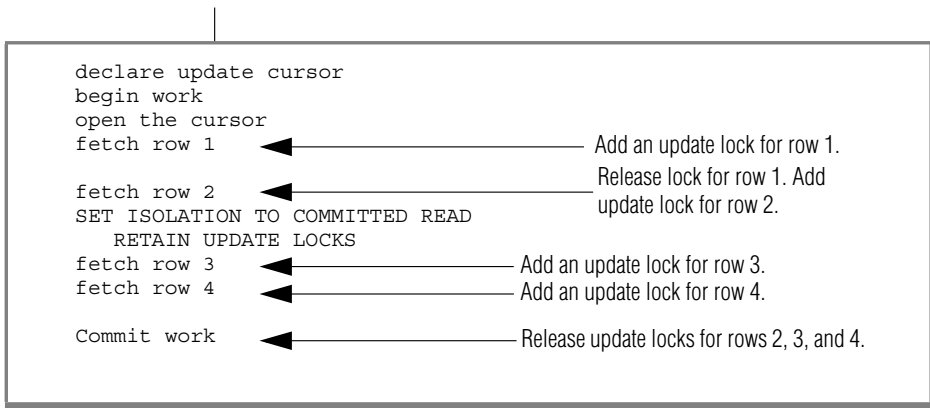 declare update cursor
begin work
open the cursor
fetch row 1
Add an update lock for row 1.
fetch row 2
Release lock for row 1. Add
update lock for row 2.
SET ISOLATION TO COMMITTED READ
RETAIN UPDATE LOCKS
fetch row 3
Add an update lock for row 3.
fetch row 4
Add an update lock for row 4.
Commit work
Release update locks for rows 2, 3, and 4.